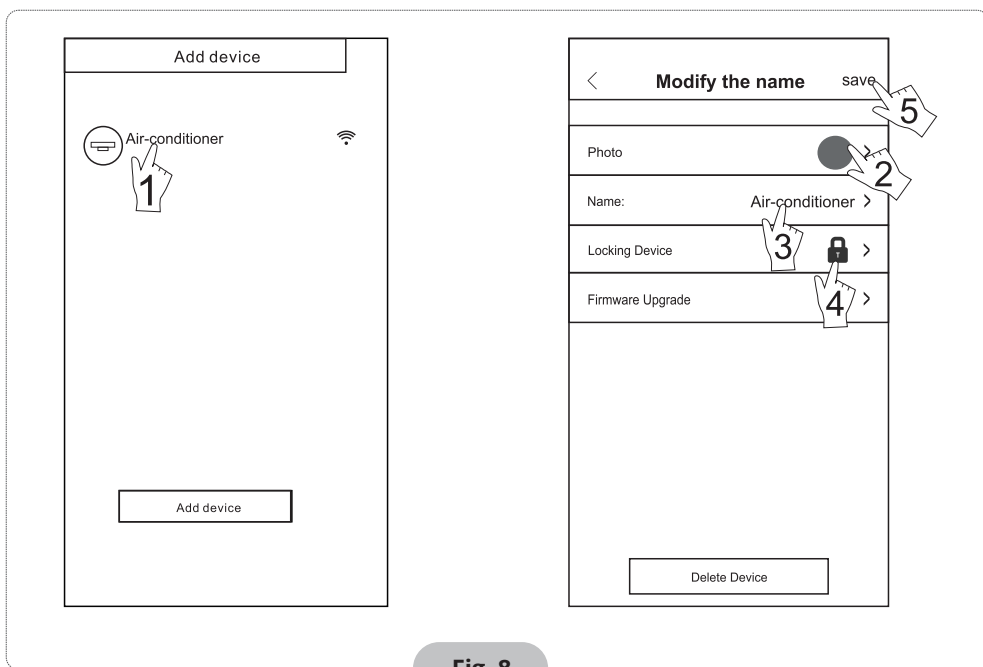 Add device
Air-conditioner
1
Add device
Modify the name save
5
Photo
2
Name: Air-conditioner
3
Locking Device
4
Firmware Upgrade
Delete Device
Fig. 8